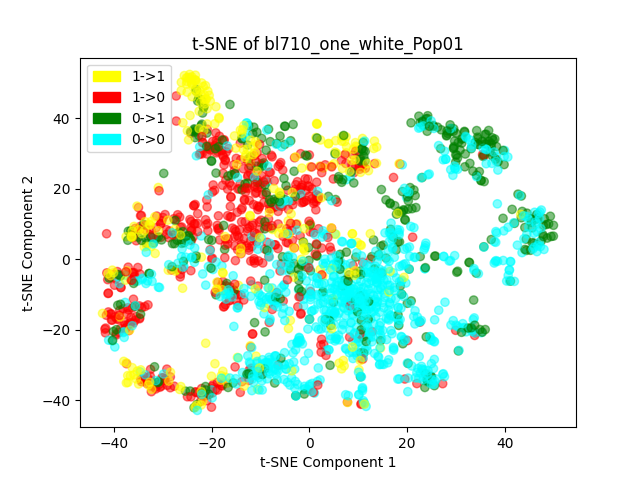 t-SNE of bl710_one_white_Pop01
1->1
1->0
0->1
0->0
40
20
0
−20
−40
t-SNE Component 2
−40 −20 0 20 40
t-SNE Component 1